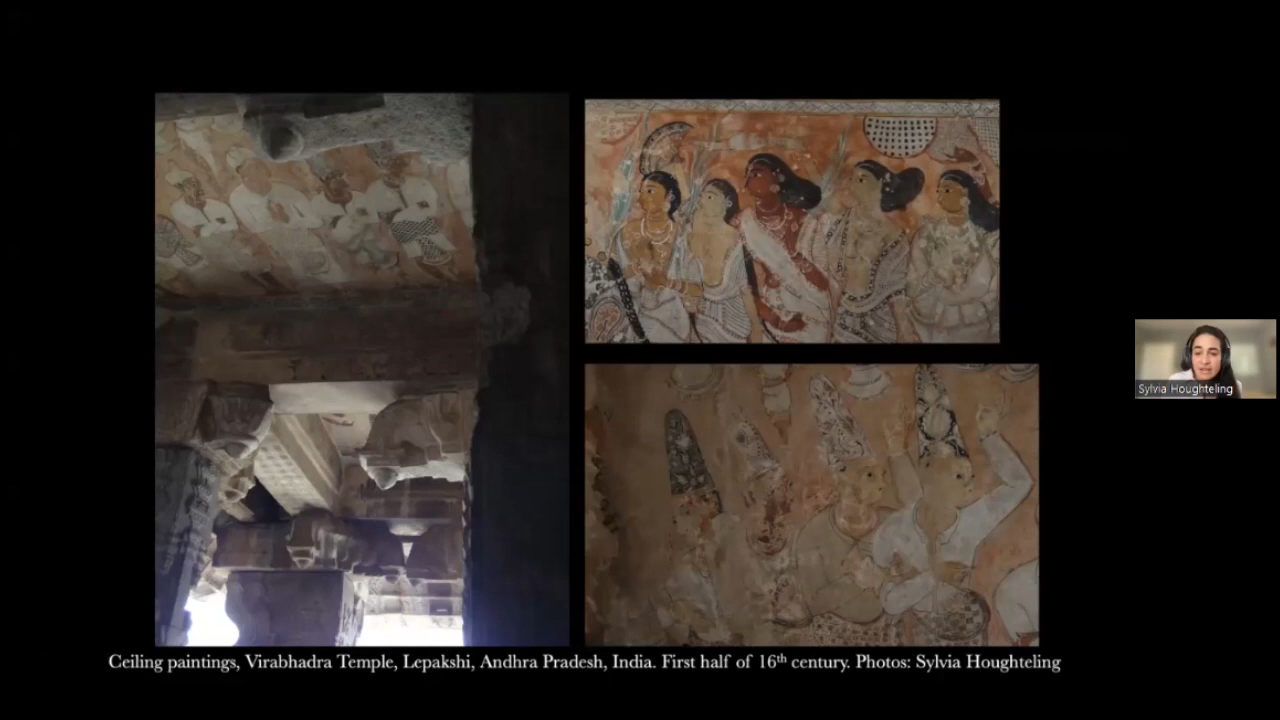 Sylvia Houghteling
Ceiling paintings, Virabhadra Temple, Lepakshi, Andhra Pradesh, India. First half of 16th century. Photos: Sylvia Houghteling